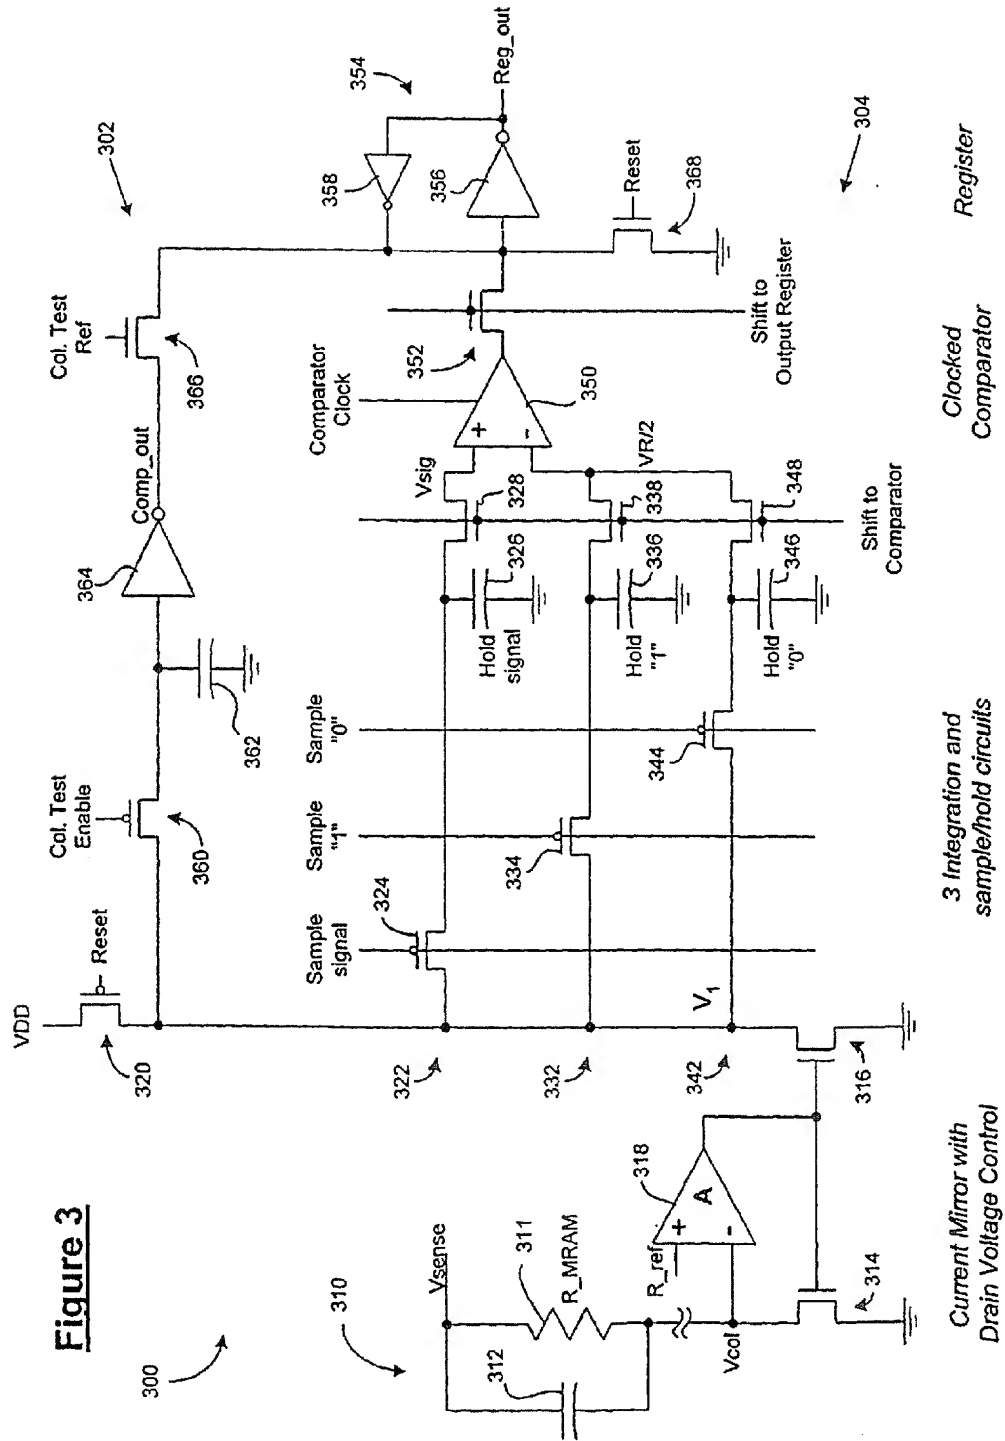 Figure 3
300
302
304
310
Vsense
311
R_MRAM
312
R_ref
+
-
A
318
Vcol
314
316
Current Mirror with
Drain Voltage Control
VDD
Reset
320
322
332
342
V1
Col. Test
Enable
360
362
364
Comp_out
Col. Test
Ref
366
Sample
signal
324
Sample
"1"
334
Sample
"0"
344
Hold
signal
326
328
Hold
"1"
336
338
Hold
"0"
346
348
3 Integration and
sample/hold circuits
Shift to
Comparator
Vsig
VR/2
+
-
Comparator
Clock
350
352
Shift to
Output Register
Clocked
Comparator
354
356
358
Reg_out
Reset
368
Register